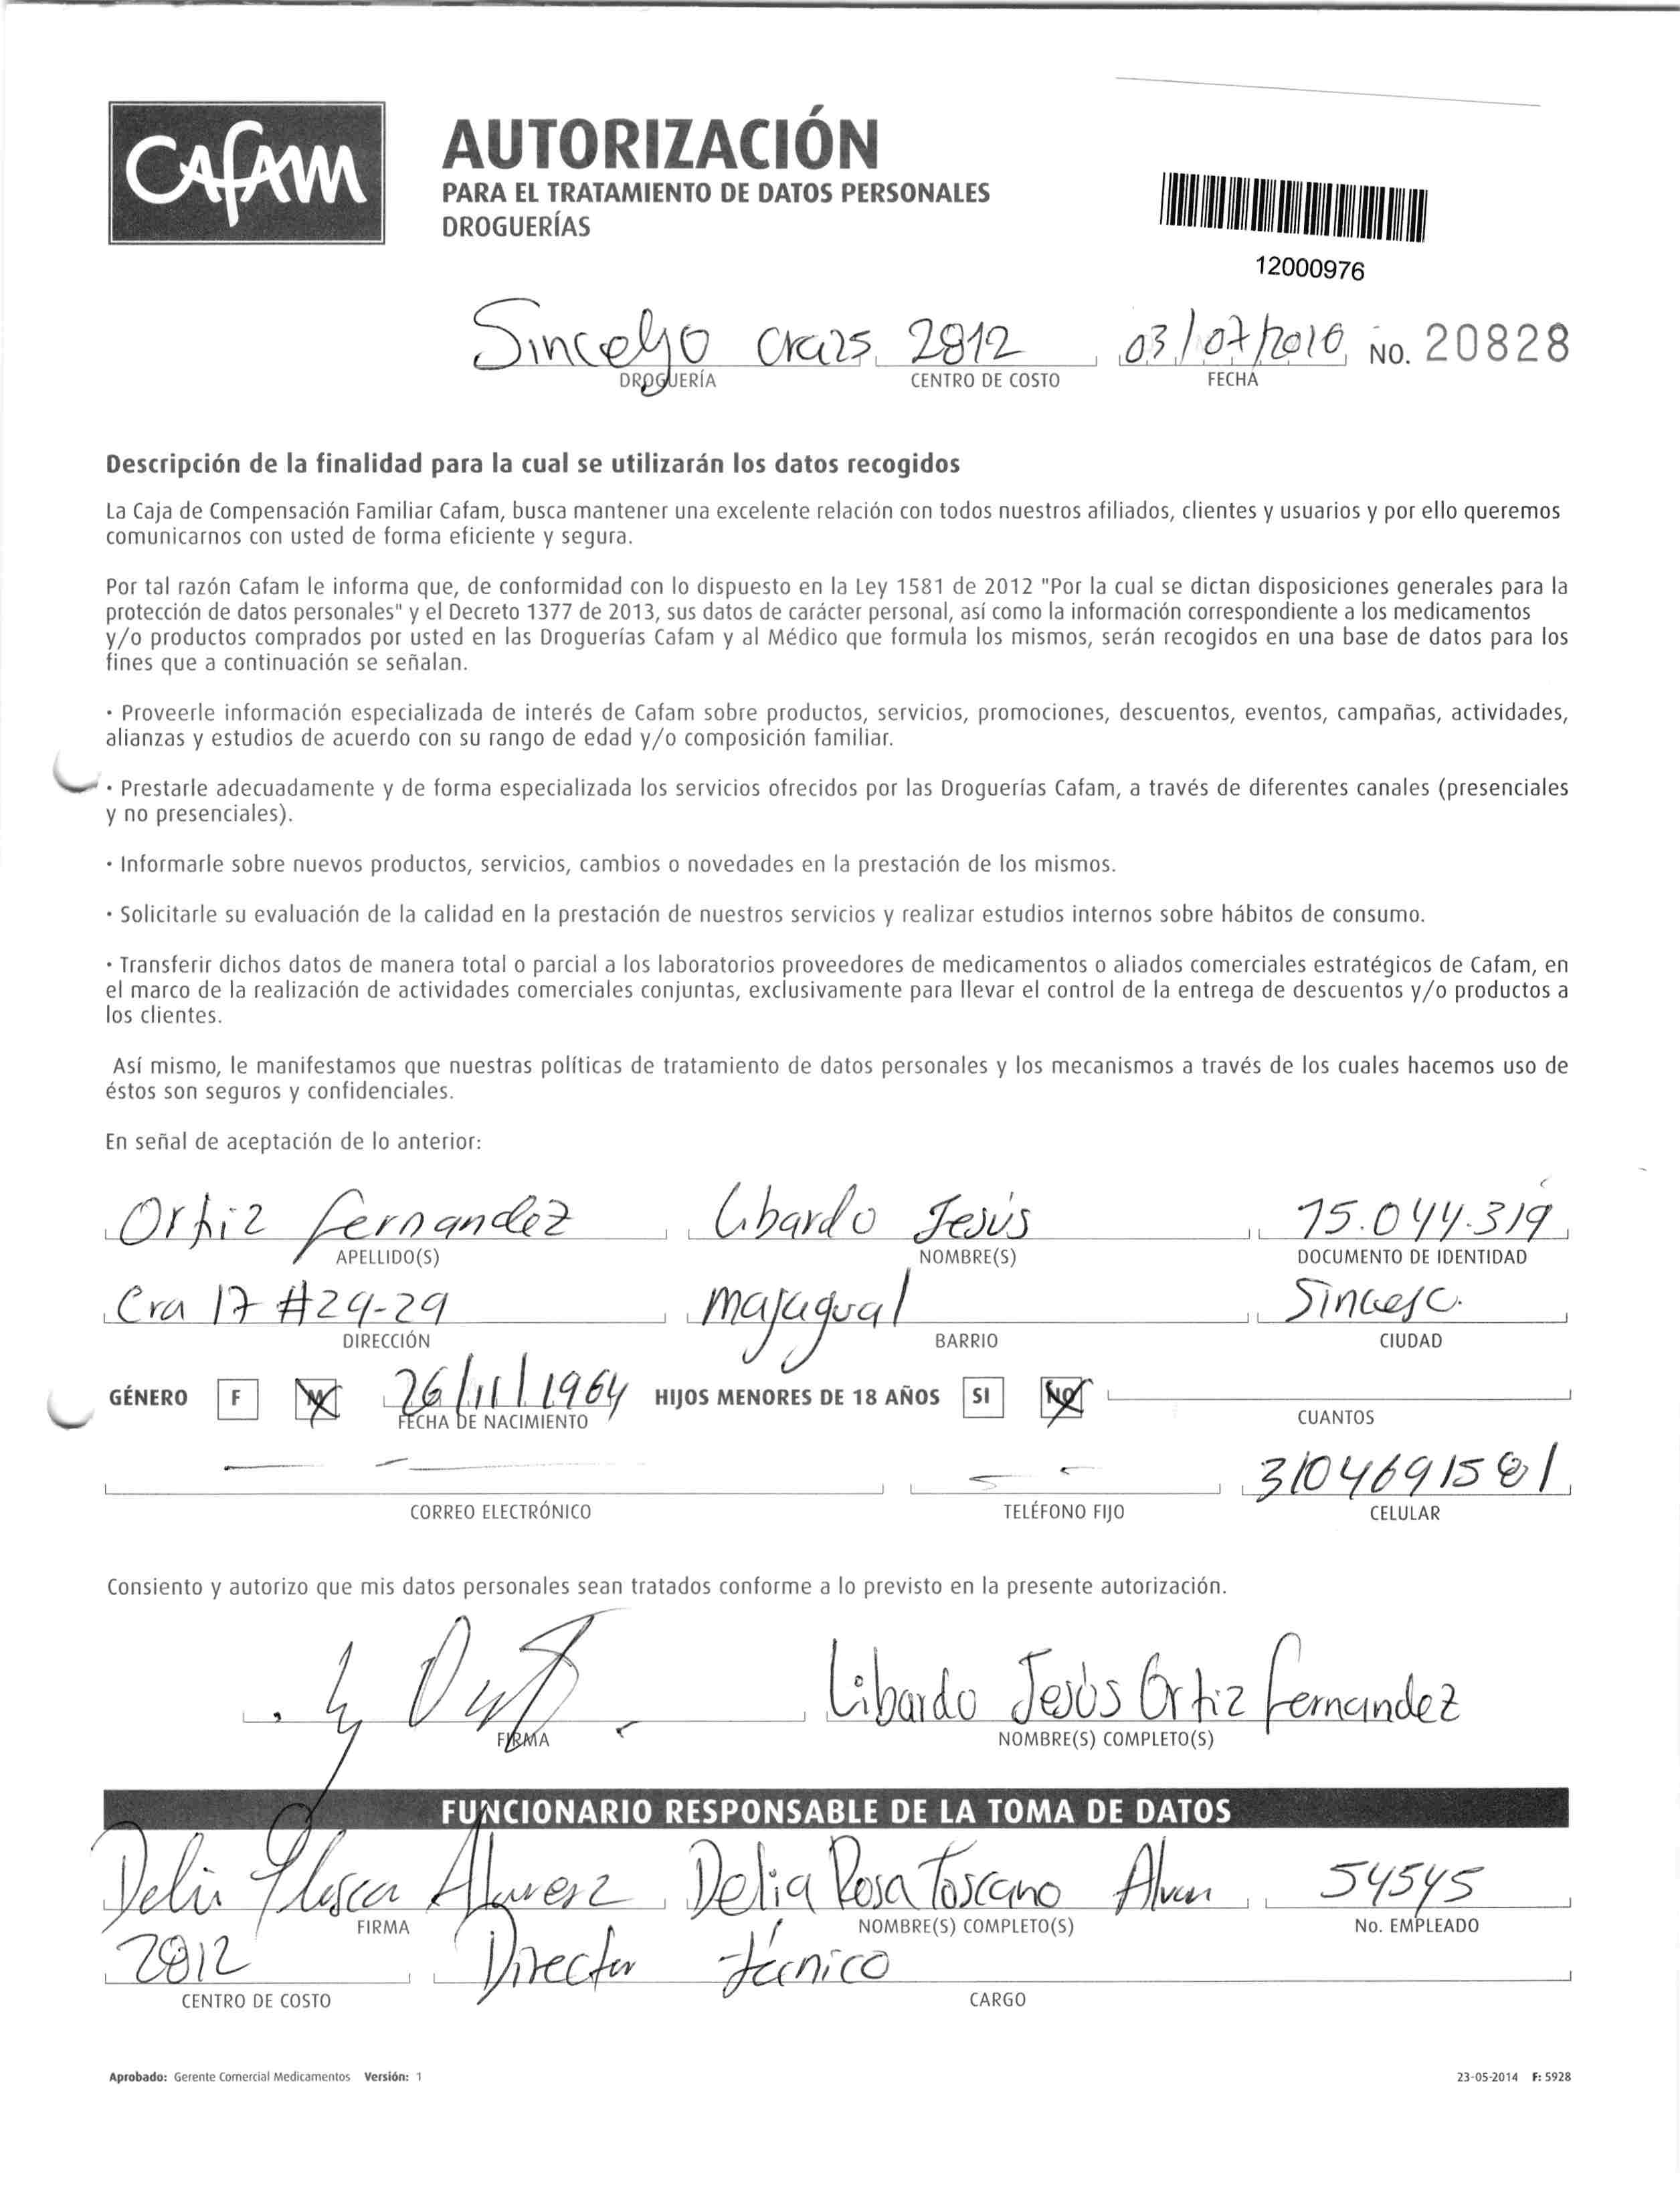 CAFAM
AUTORIZACIÓN
PARA EL TRATAMIENTO DE DATOS PERSONALES
DROGUERÍAS
12000976
Sincelejo Cra 25 2812 03/07/2016 NO. 20828
DROGUERÍA CENTRO DE COSTO FECHA
Descripción de la finalidad para la cual se utilizarán los datos recogidos
La Caja de Compensación Familiar Cafam, busca mantener una excelente relación con todos nuestros afiliados, clientes y usuarios y por ello queremos
comunicarnos con usted de forma eficiente y segura.
Por tal razón Cafam le informa que, de conformidad con lo dispuesto en la Ley 1581 de 2012 "Por la cual se dictan disposiciones generales para la
protección de datos personales" y el Decreto 1377 de 2013, sus datos de carácter personal, así como la información correspondiente a los medicamentos
y/o productos comprados por usted en las Droguerías Cafam y al Médico que formula los mismos, serán recogidos en una base de datos para los
fines que a continuación se señalan.
• Proveerle información especializada de interés de Cafam sobre productos, servicios, promociones, descuentos, eventos, campañas, actividades,
alianzas y estudios de acuerdo con su rango de edad y/o composición familiar.
• Prestarle adecuadamente y de forma especializada los servicios ofrecidos por las Droguerías Cafam, a través de diferentes canales (presenciales
y no presenciales).
• Informarle sobre nuevos productos, servicios, cambios o novedades en la prestación de los mismos.
• Solicitarle su evaluación de la calidad en la prestación de nuestros servicios y realizar estudios internos sobre hábitos de consumo.
• Transferir dichos datos de manera total o parcial a los laboratorios proveedores de medicamentos o aliados comerciales estratégicos de Cafam, en
el marco de la realización de actividades comerciales conjuntas, exclusivamente para llevar el control de la entrega de descuentos y/o productos a
los clientes.
Así mismo, le manifestamos que nuestras políticas de tratamiento de datos personales y los mecanismos a través de los cuales hacemos uso de
éstos son seguros y confidenciales.
En señal de aceptación de lo anterior:
Ortiz Fernandez Libardo Jesús 15.044.319
APELLIDO(S) NOMBRE(S) DOCUMENTO DE IDENTIDAD
Cra 17 #29-29 majagual
DIRECCIÓN BARRIO CIUDAD
GÉNERO F M 26/11/1964 HIJOS MENORES DE 18 AÑOS SI NO
FECHA DE NACIMIENTO CUANTOS
3104691581
CORREO ELECTRÓNICO TELÉFONO FIJO CELULAR
Consiento y autorizo que mis datos personales sean tratados conforme a lo previsto en la presente autorización.
Libardo Jesús Ortiz Fernandez
FIRMA NOMBRE(S) COMPLETO(S)
FUNCIONARIO RESPONSABLE DE LA TOMA DE DATOS
Delia Rosa Toscano 54545
FIRMA NOMBRE(S) COMPLETO(S) No. EMPLEADO
2812 Director técnico
CENTRO DE COSTO CARGO
Aprobado: Gerente Comercial Medicamentos Versión: 1 23-05-2014 F: 5928